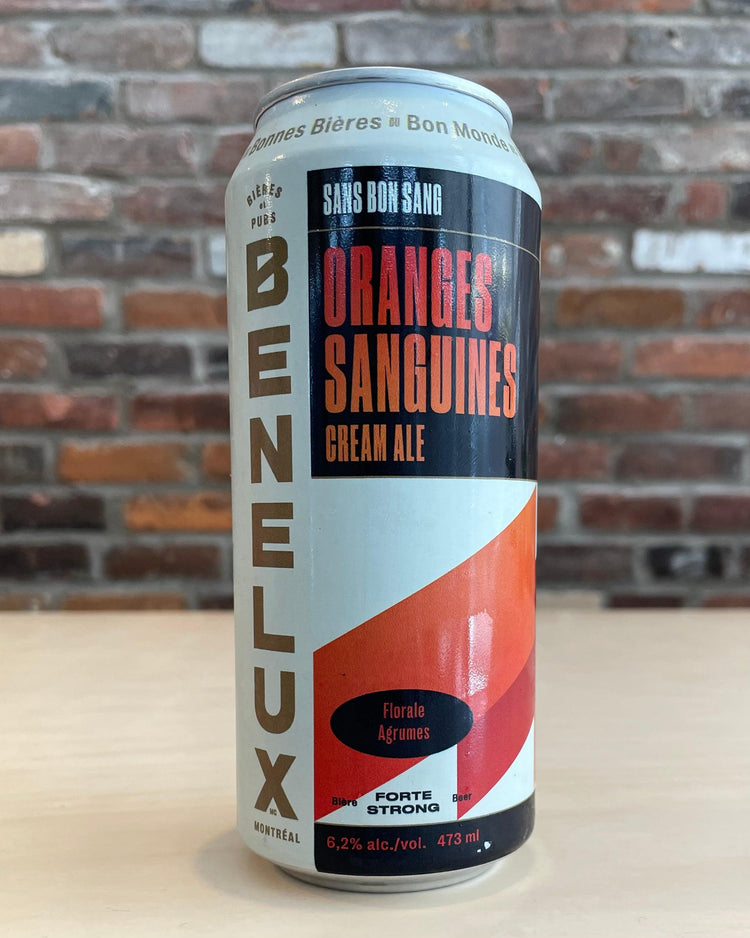 Bonnes Bières ou Bon Monde
BIÈRES
et
PUBS
BENELUX
MC
MONTRÉAL
SANS BON SANG
ORANGES
SANGUINES
CREAM ALE
Florale
Agrumes
Bière FORTE Beer
STRONG
6,2% alc./vol. 473 ml